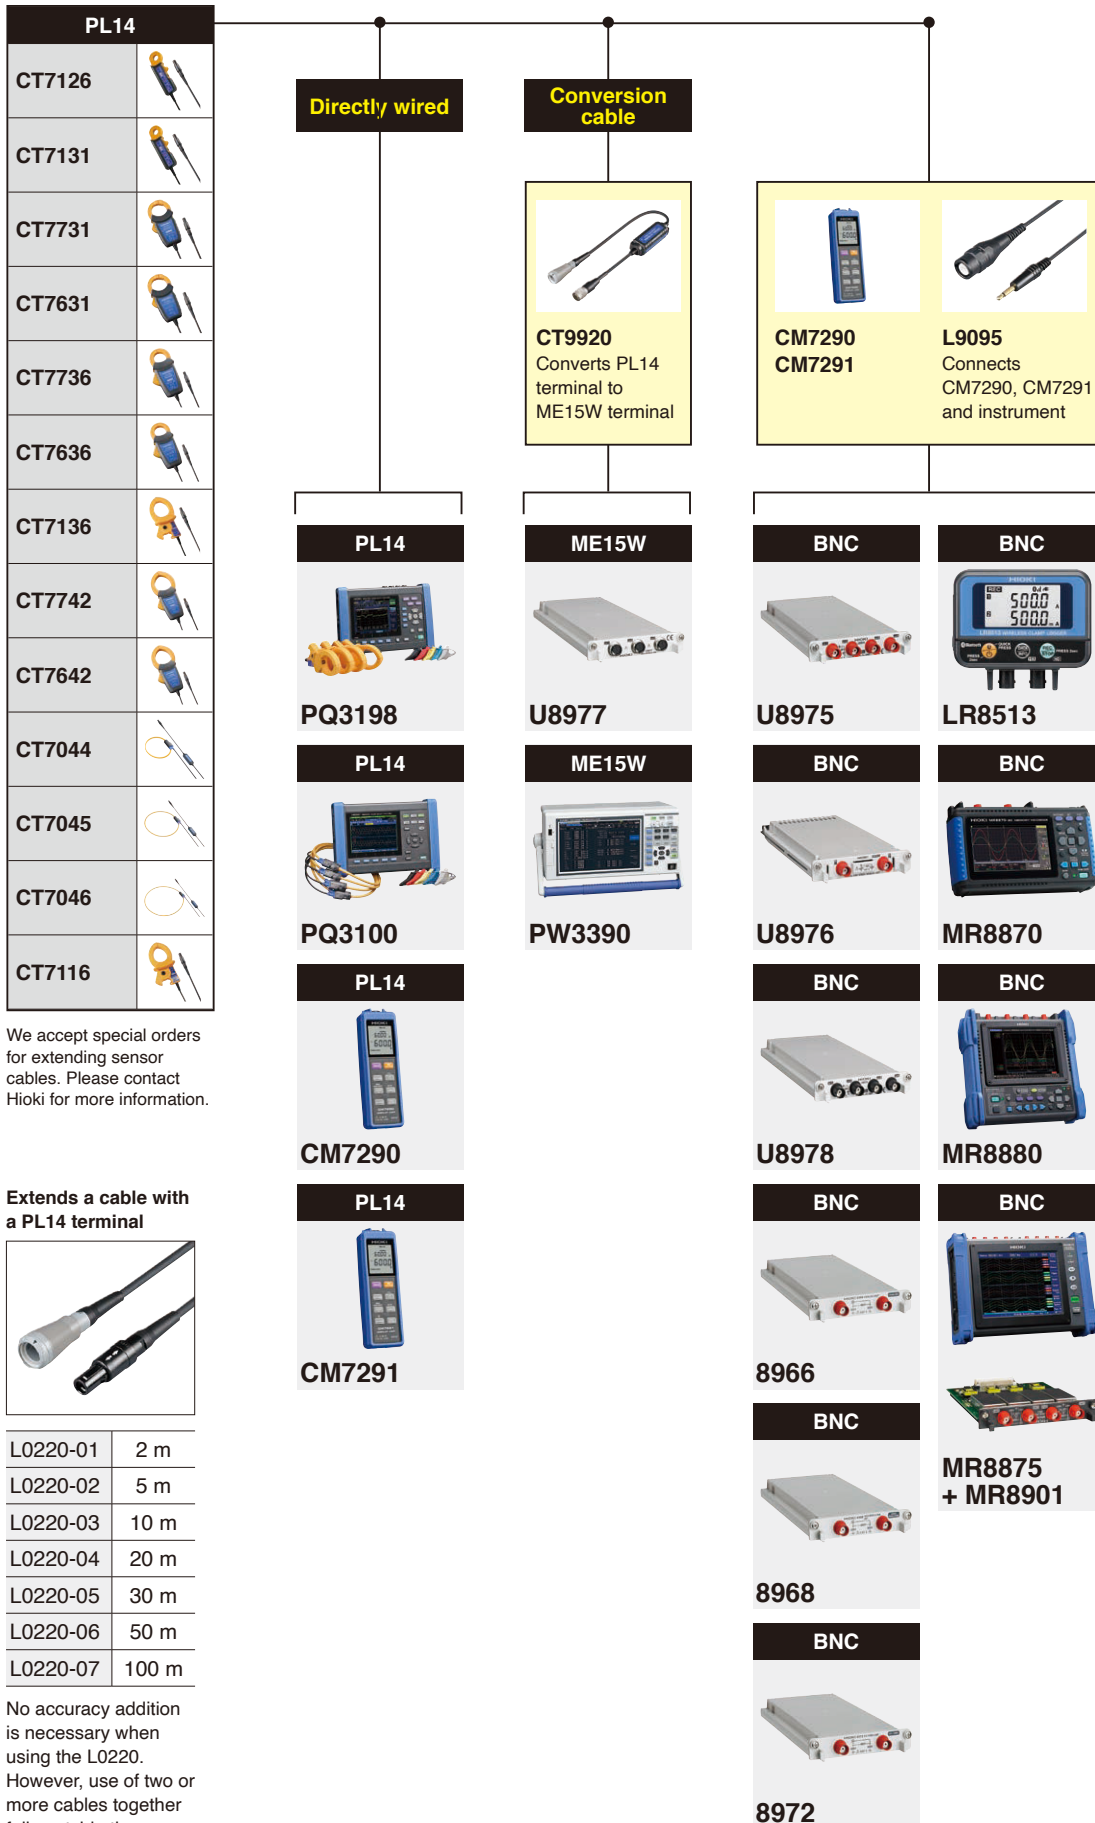 PL14
CT7126
CT7131
CT7731
CT7631
CT7736
CT7636
CT7136
CT7742
CT7642
CT7044
CT7045
CT7046
CT7116
We accept special orders
for extending sensor
cables. Please contact
Hioki for more information.
Extends a cable with
a PL14 terminal
L0220-01 2 m
L0220-02 5 m
L0220-03 10 m
L0220-04 20 m
L0220-05 30 m
L0220-06 50 m
L0220-07 100 m
No accuracy addition
is necessary when
using the L0220.
However, use of two or
more cables together
Directly wired
PL14
PQ3198
PL14
PQ3100
PL14
CM7290
PL14
CM7291
Conversion
cable
CT9920
Converts PL14
terminal to
ME15W terminal
ME15W
U8977
ME15W
PW3390
CM7290
CM7291
L9095
Connects
CM7290, CM7291
and instrument
BNC
U8975
BNC
U8976
BNC
U8978
BNC
8966
BNC
8968
BNC
8972
BNC
HIOKI
REC
500.0 A
500.0
LR8513
BNC
MR8870
BNC
MR8880
BNC
MR8875
+ MR8901